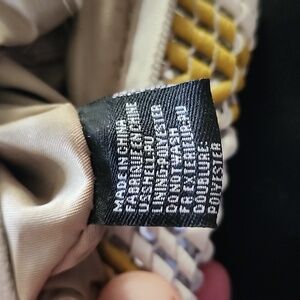 MADE IN CHINA
FABRIQUE EN CHINE
US SHELL:PU
LINING:POLYESTER
DO NOT WASH
FR EXTERIEUR:PU
DOUBLURE:
POLYESTER